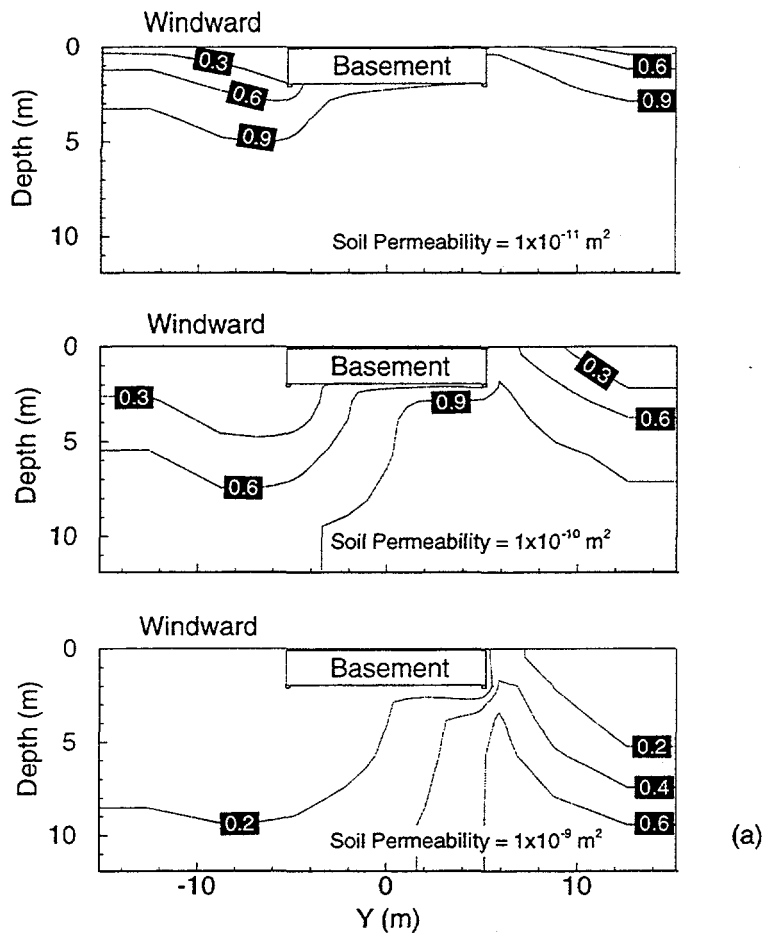 Windward
0
0.3
Basement
0.6
0.6
0.9
0.9
5
Depth (m)
10
Soil Permeability = 1x10⁻¹¹ m²
Windward
0
Basement
0.3
0.3
0.9
0.6
5
0.6
Depth (m)
10
Soil Permeability = 1x10⁻¹⁰ m²
Windward
0
Basement
5
0.2
0.4
Depth (m)
0.2
0.6
10
Soil Permeability = 1x10⁻⁹ m²
(a)
-10 0 10
Y (m)